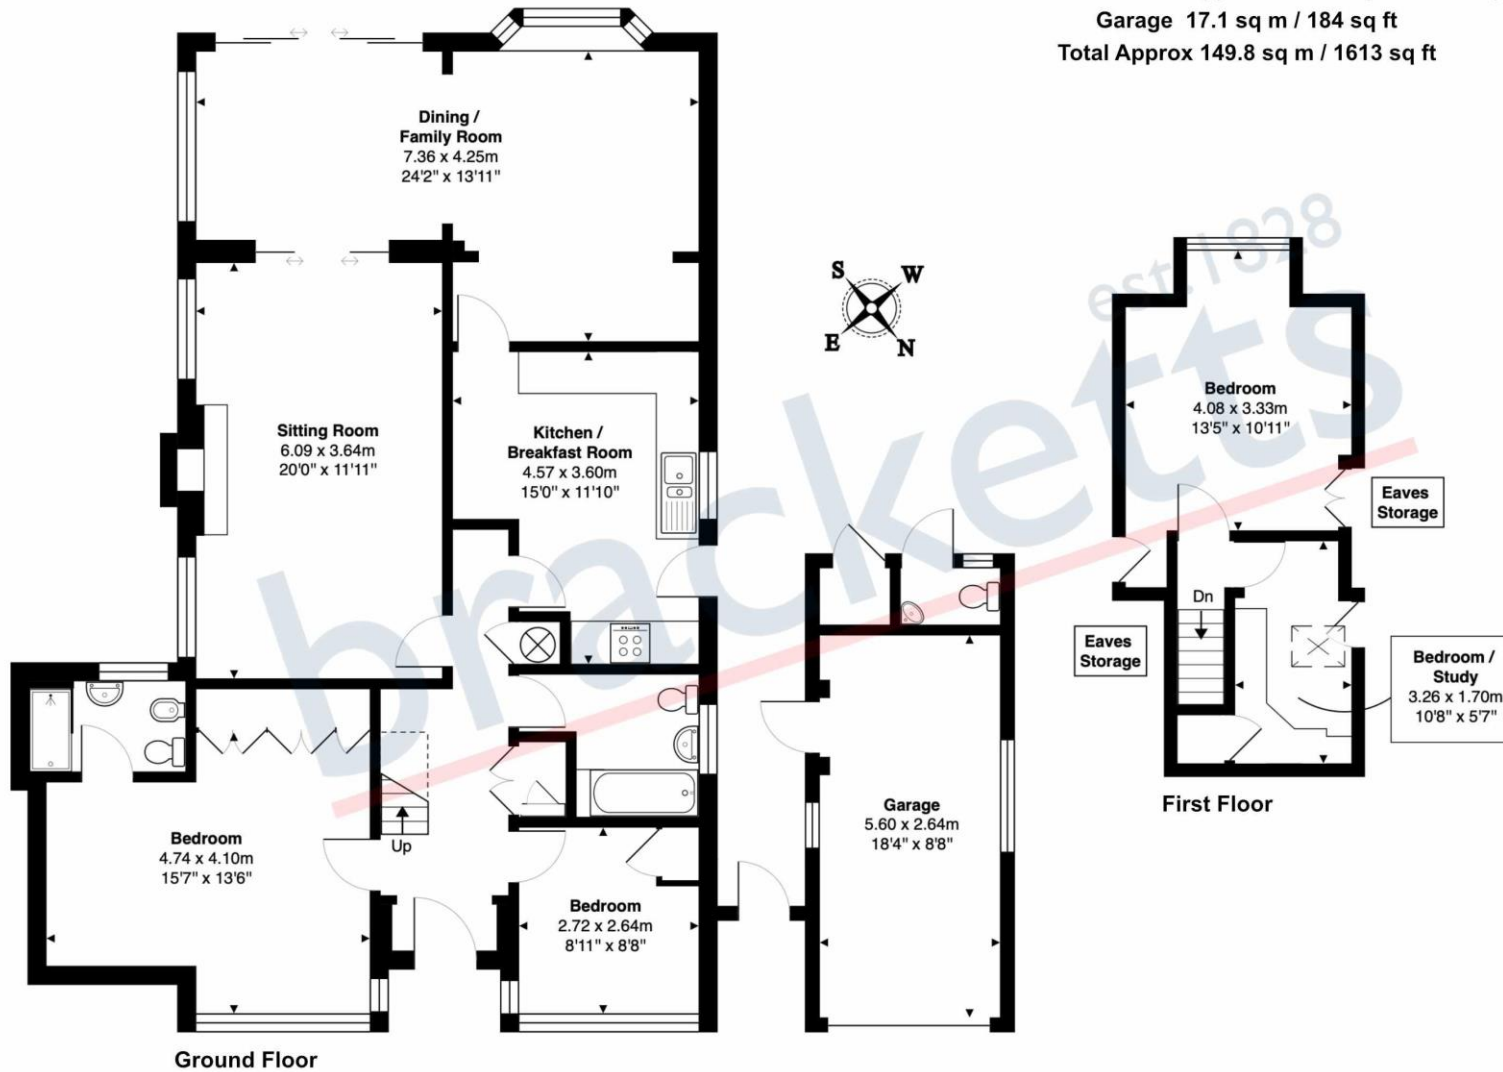 Garage 17.1 sq m / 184 sq ft
Total Approx 149.8 sq m / 1613 sq ft
Dining /
Family Room
7.36 x 4.25m
24'2" x 13'11"
S
W
E
N
est.1828
bracketts
Sitting Room
6.09 x 3.64m
20'0" x 11'11"
Kitchen /
Breakfast Room
4.57 x 3.60m
15'0" x 11'10"
Bedroom
4.08 x 3.33m
13'5" x 10'11"
Eaves
Storage
Dn
Eaves
Storage
Bedroom /
Study
3.26 x 1.70m
10'8" x 5'7"
First Floor
Bedroom
4.74 x 4.10m
15'7" x 13'6"
Up
Bedroom
2.72 x 2.64m
8'11" x 8'8"
Garage
5.60 x 2.64m
18'4" x 8'8"
Ground Floor